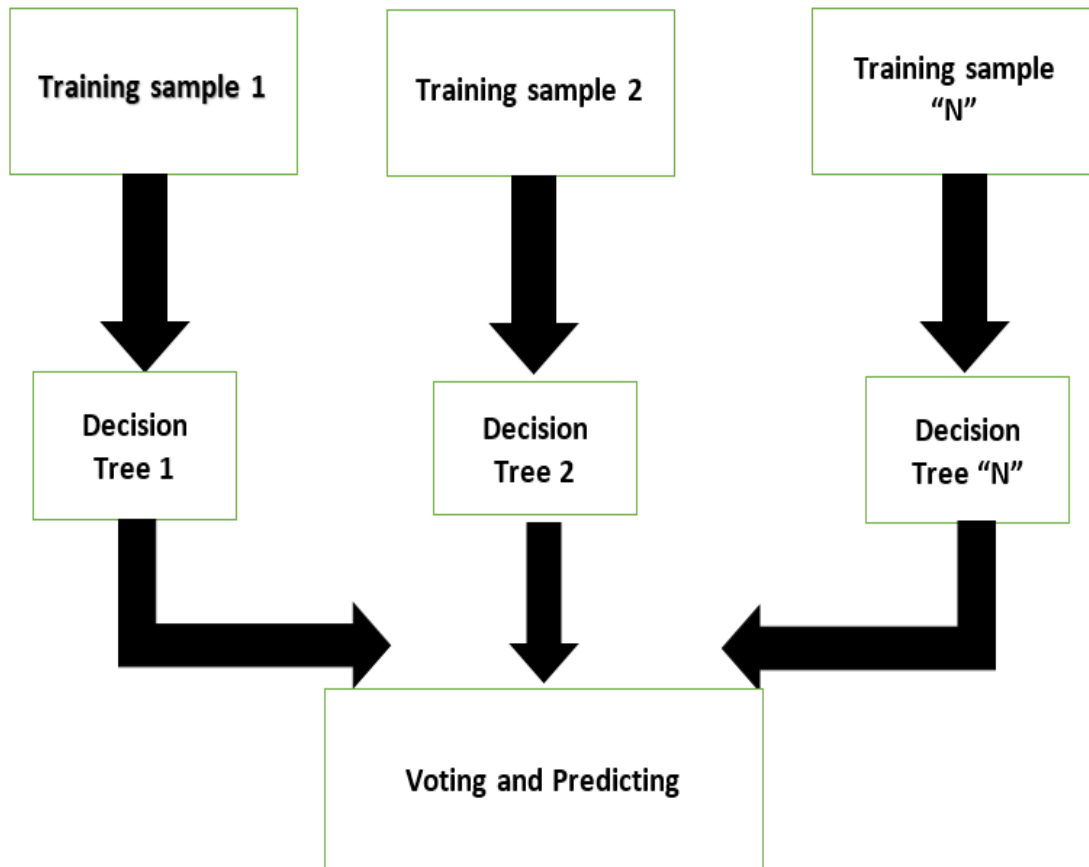 Training sample 1
Training sample 2
Training sample
“N”
Decision
Tree 1
Decision
Tree 2
Decision
Tree “N”
Voting and Predicting